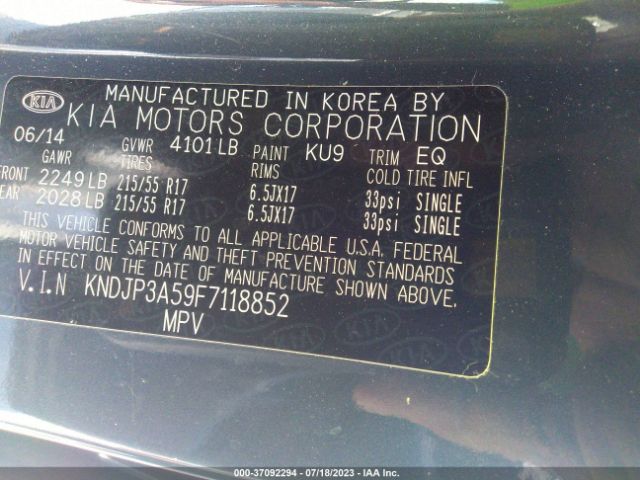 KIA MANUFACTURED IN KOREA BY
KIA MOTORS CORPORATION
06/14 GVWR 4101LB PAINT KU9 TRIM EQ
GAWR TIRES RIMS COLD TIRE INFL
FRONT 2249LB 215/55 R17 6.5JX17 33psi SINGLE
EAR 2028LB 215/55 R17 6.5JX17 33psi SINGLE
THIS VEHICLE CONFORMS TO ALL APPLICABLE U.S.A. FEDERAL
MOTOR VEHICLE SAFETY AND THEFT PREVENTION STANDARDS
IN EFFECT ON THE DATE OF MANUFACTURE SHOWN ABOVE.
V.I.N KNDJP3A59F7118852
MPV
000-37092294 - 07/18/2023 - IAA Inc.